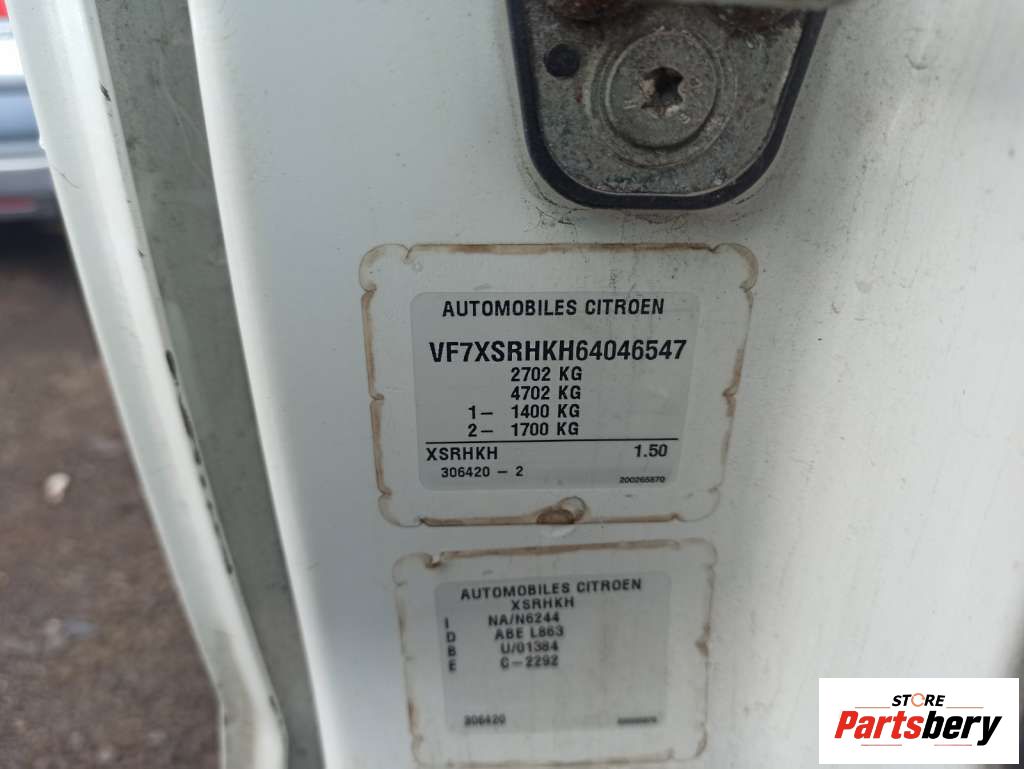 AUTOMOBILES CITROEN
VF7XSRHKH64046547
2702 KG
4702 KG
1- 1400 KG
2- 1700 KG
XSRHKH 1.50
306420 - 2
200265870
AUTOMOBILES CITROEN
XSRHKH
I NA/N6244
D ABE L863
B U/01384
E C-2292
306420
STORE
Partsbery